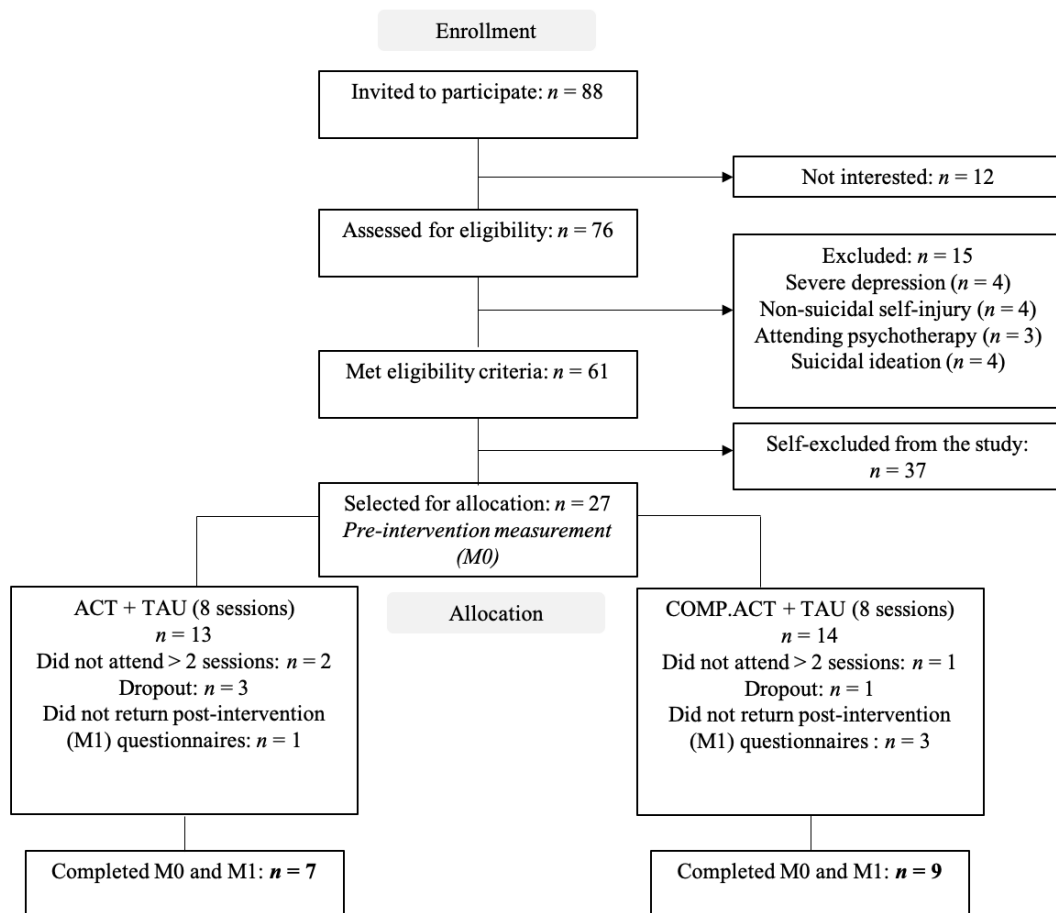 Enrollment
Invited to participate: n = 88
Not interested: n = 12
Assessed for eligibility: n = 76
Excluded: n = 15
Severe depression (n = 4)
Non-suicidal self-injury (n = 4)
Attending psychotherapy (n = 3)
Suicidal ideation (n = 4)
Met eligibility criteria: n = 61
Self-excluded from the study:
n = 37
Selected for allocation: n = 27
Pre-intervention measurement
(M0)
Allocation
ACT + TAU (8 sessions)
n = 13
Did not attend > 2 sessions: n = 2
Dropout: n = 3
Did not return post-intervention
(M1) questionnaires: n = 1
COMP.ACT + TAU (8 sessions)
n = 14
Did not attend > 2 sessions: n = 1
Dropout: n = 1
Did not return post-intervention
(M1) questionnaires : n = 3
Completed M0 and M1: n = 7
Completed M0 and M1: n = 9